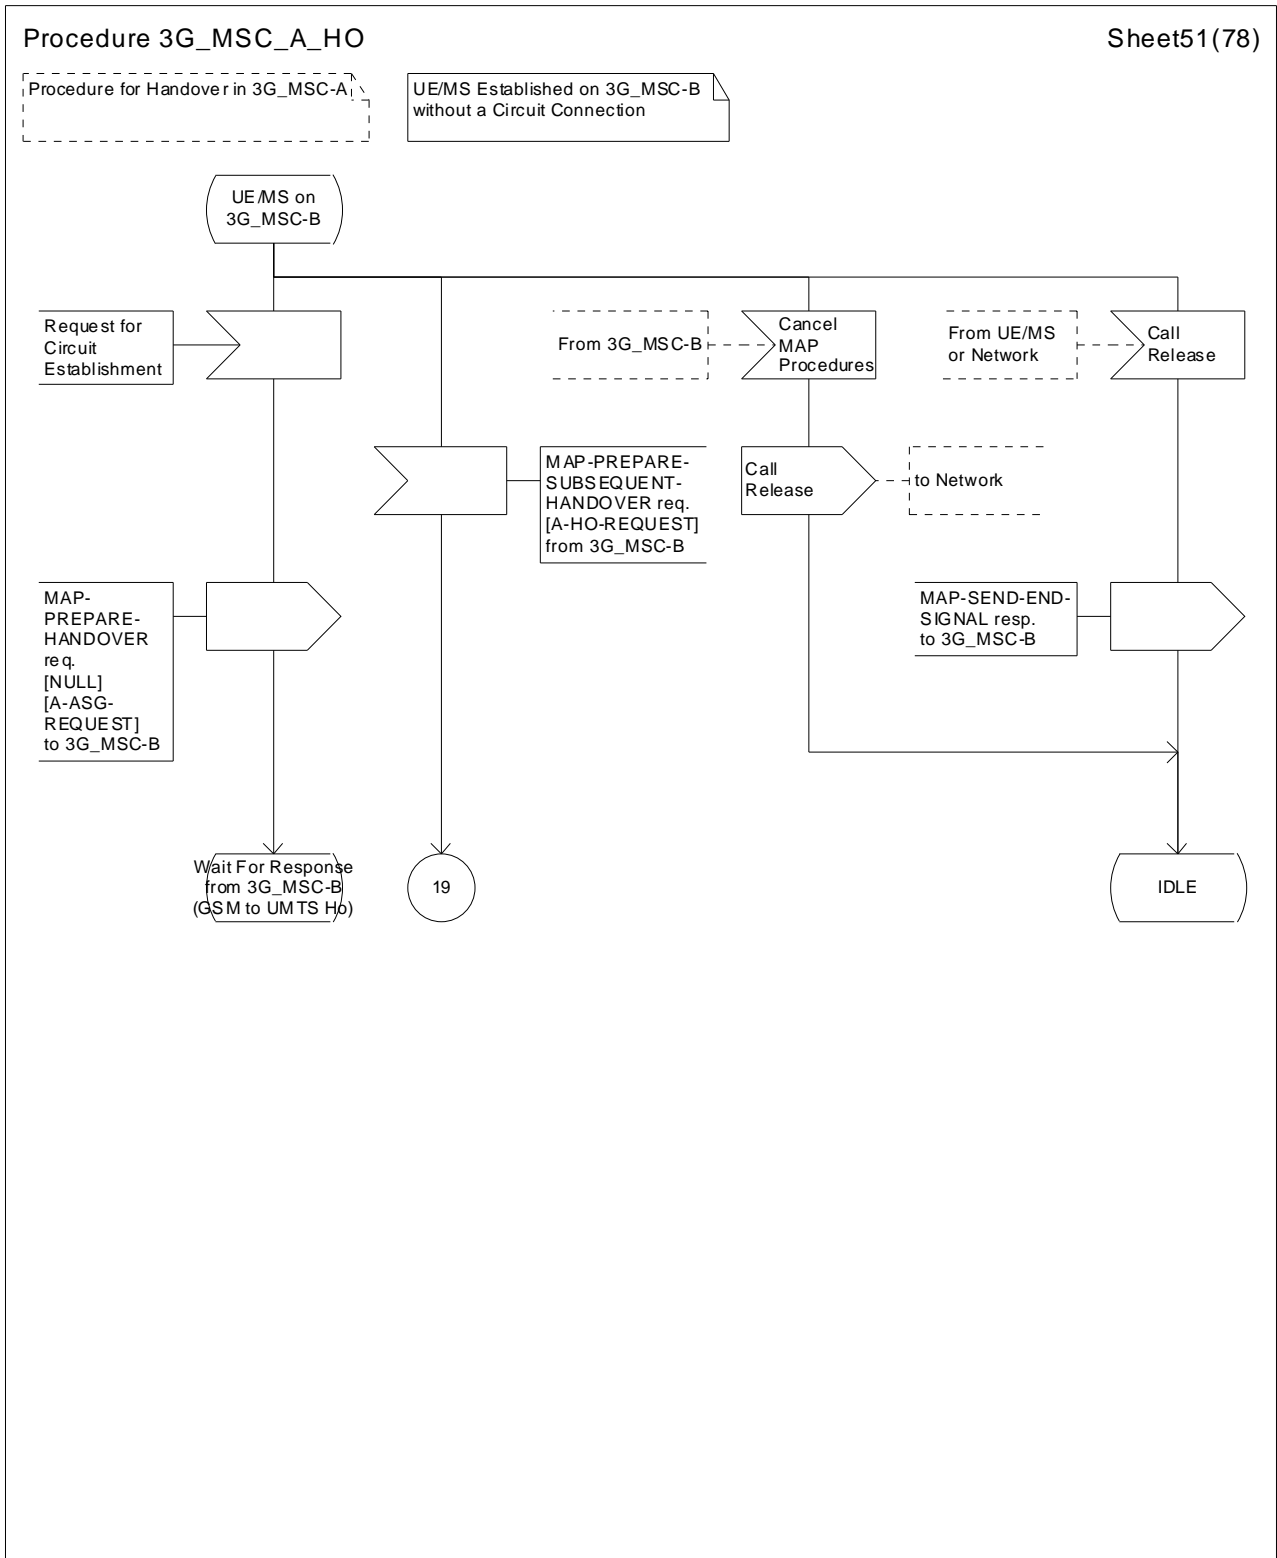 Procedure 3G_MSC_A_HO
Sheet51(78)
Procedure for Handover in 3G_MSC-A
UE/MS Established on 3G_MSC-B
without a Circuit Connection
UE/MS on
3G_MSC-B
Request for
Circuit
Establishment
From 3G_MSC-B
Cancel
MAP
Procedures
From UE/MS
or Network
Call
Release
MAP-PREPARE-
SUBSEQUENT-
HANDOVER req.
[A-HO-REQUEST]
from 3G_MSC-B
Call
Release
to Network
MAP-
PREPARE-
HANDOVER
req.
[NULL]
[A-ASG-
REQUEST]
to 3G_MSC-B
MAP-SEND-END-
SIGNAL resp.
to 3G_MSC-B
Wait For Response
from 3G_MSC-B
(GSM to UMTS Ho)
19
IDLE